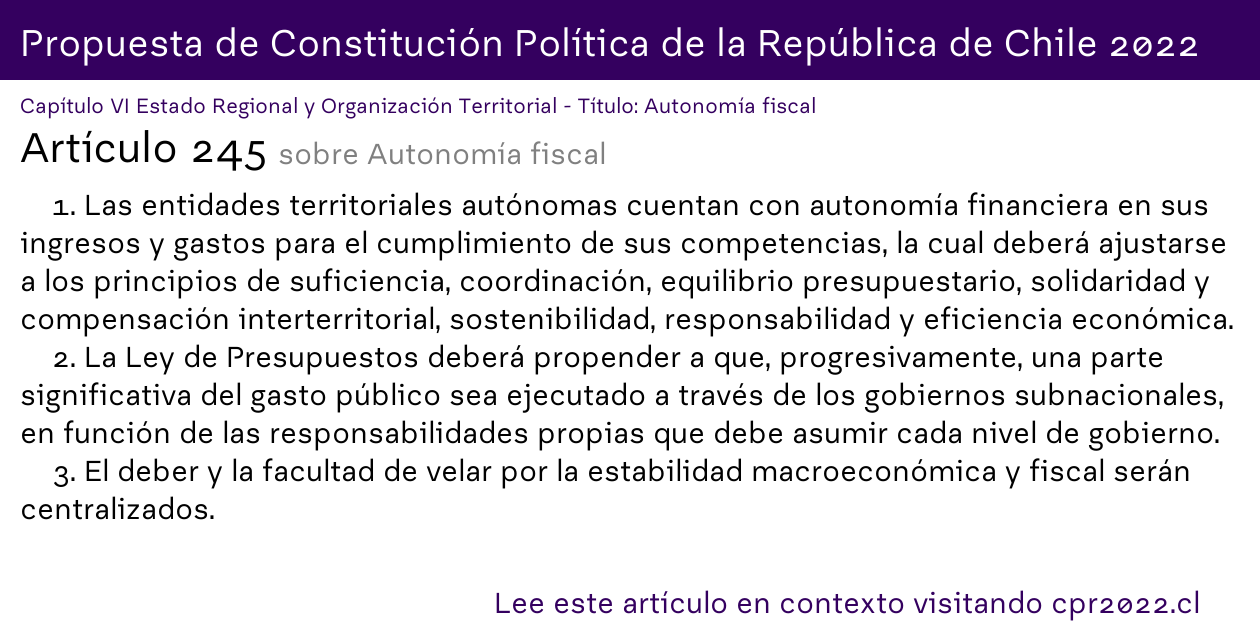 Propuesta de Constitución Política de la República de Chile 2022
Capítulo VI Estado Regional y Organización Territorial - Título: Autonomía fiscal
Artículo 245 sobre Autonomía fiscal
1. Las entidades territoriales autónomas cuentan con autonomía financiera en sus
ingresos y gastos para el cumplimiento de sus competencias, la cual deberá ajustarse
a los principios de suficiencia, coordinación, equilibrio presupuestario, solidaridad y
compensación interterritorial, sostenibilidad, responsabilidad y eficiencia económica.
2. La Ley de Presupuestos deberá propender a que, progresivamente, una parte
significativa del gasto público sea ejecutado a través de los gobiernos subnacionales,
en función de las responsabilidades propias que debe asumir cada nivel de gobierno.
3. El deber y la facultad de velar por la estabilidad macroeconómica y fiscal serán
centralizados.
Lee este artículo en contexto visitando cpr2022.cl